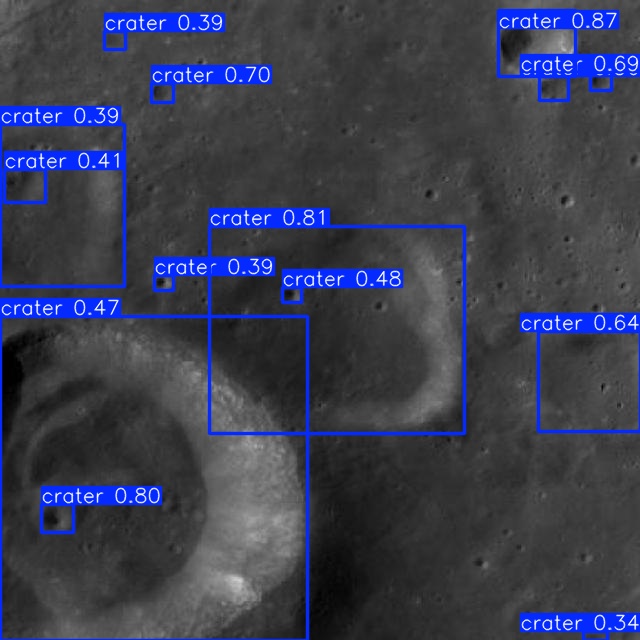 crater 0.39
crater 0.87
crater 0.70
0.69
crater 0.39
crater 0.41
crater 0.81
crater 0.39
crater 0.48
crater 0.47
crater 0.64
crater 0.80
crater 0.34